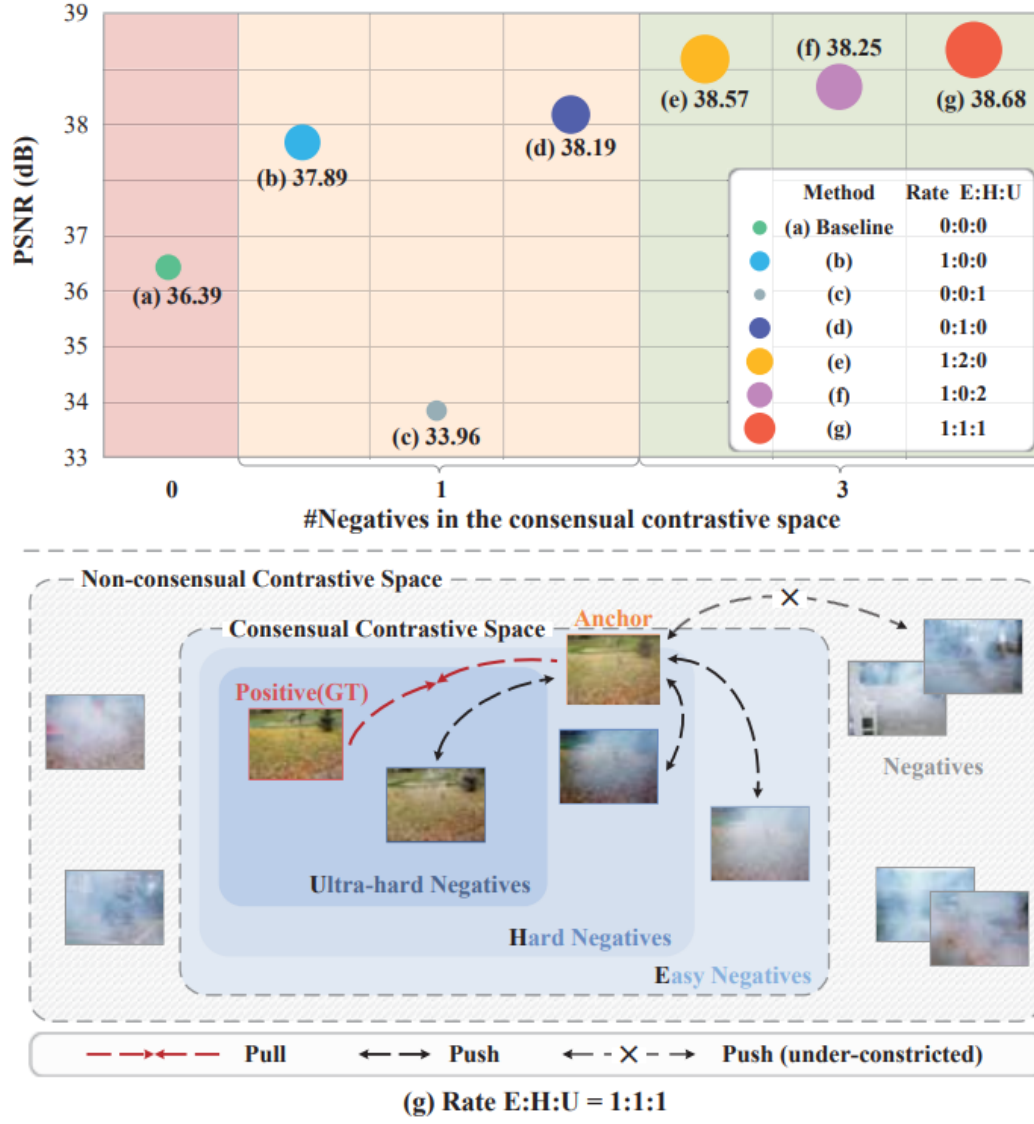 39
38
37
36
35
34
33
PSNR (dB)
(a) 36.39
(b) 37.89
(c) 33.96
(d) 38.19
(e) 38.57
(f) 38.25
(g) 38.68
Method Rate E:H:U
(a) Baseline 0:0:0
(b) 1:0:0
(c) 0:0:1
(d) 0:1:0
(e) 1:2:0
(f) 1:0:2
(g) 1:1:1
0 1 3
#Negatives in the consensual contrastive space
Non-consensual Contrastive Space
Consensual Contrastive Space
Anchor
Positive(GT)
Negatives
Ultra-hard Negatives
Hard Negatives
Easy Negatives
Pull Push Push (under-constricted)
(g) Rate E:H:U = 1:1:1